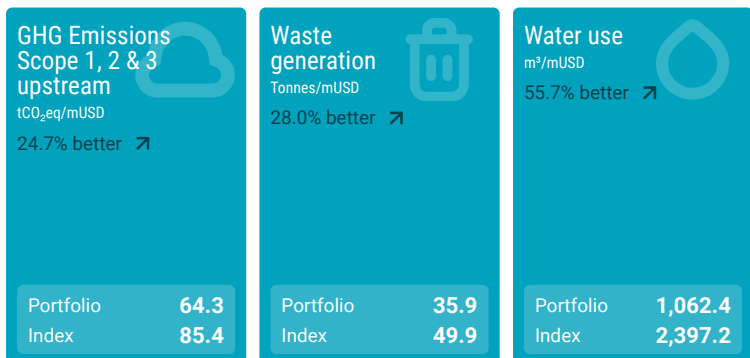 GHG Emissions
Scope 1, 2 & 3
upstream
tCO₂eq/mUSD
24.7% better
Portfolio 64.3
Index 85.4
Waste
generation
Tonnes/mUSD
28.0% better
Portfolio 35.9
Index 49.9
Water use
m³/mUSD
55.7% better
Portfolio 1,062.4
Index 2,397.2